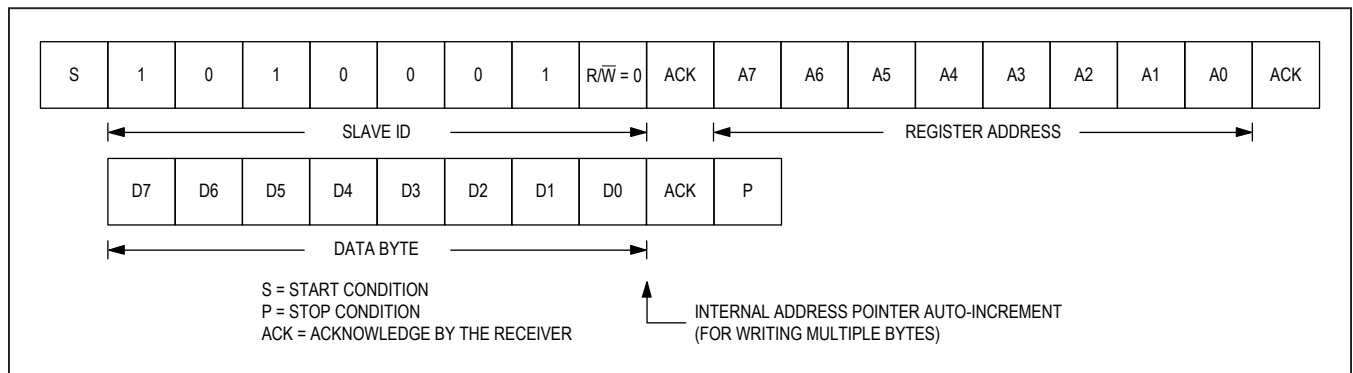 S 1 0 1 0 0 0 1 R/W̅ = 0 ACK A7 A6 A5 A4 A3 A2 A1 A0 ACK
SLAVE ID REGISTER ADDRESS
D7 D6 D5 D4 D3 D2 D1 D0 ACK P
DATA BYTE
S = START CONDITION
P = STOP CONDITION
ACK = ACKNOWLEDGE BY THE RECEIVER
INTERNAL ADDRESS POINTER AUTO-INCREMENT
(FOR WRITING MULTIPLE BYTES)